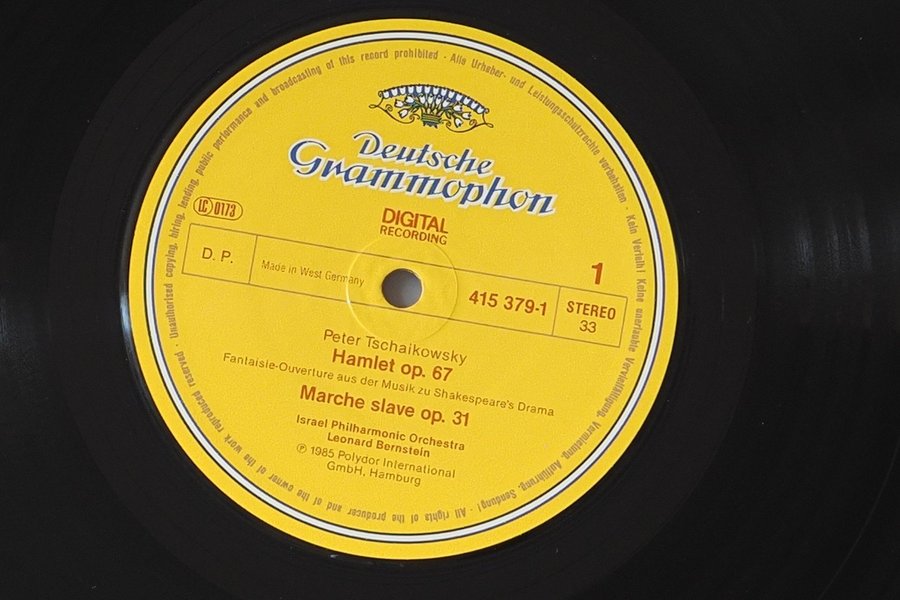 Deutsche
Grammophon
DIGITAL
RECORDING
LC 0173
D. P.
Made in West Germany
415 379-1
1
STEREO
33
Peter Tschaikowsky
Hamlet op. 67
Fantaisie-Ouverture aus der Musik zu Shakespeare's Drama
Marche slave op. 31
Israel Philharmonic Orchestra
Leonard Bernstein
℗ 1985 Polydor International
GmbH, Hamburg
Alle Urheber- und Leistungsschutzrechte vorbehalten · Kein Verleih! Keine unerlaubte Vervielfältigung, Vermietung, Aufführung, Sendung! · All rights of the producer and of the owner of the work reproduced reserved · Unauthorised copying, hiring, lending, public performance and broadcasting of this record prohibited ·